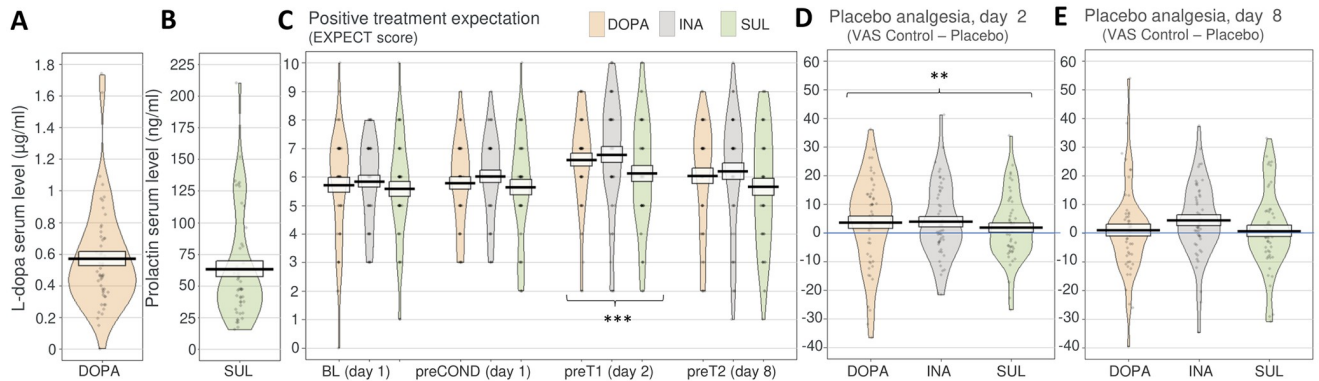 A
L-dopa serum level (µg/ml)
1.8
1.6
1.4
1.2
1
0.8
0.6
0.4
0.2
0
DOPA
B
Prolactin serum level (ng/ml)
225
200
175
150
125
100
75
50
25
0
SUL
C
Positive treatment expectation
(EXPECT score)
DOPA INA SUL
10
9
8
7
6
5
4
3
2
1
0
***
BL (day 1) preCOND (day 1) preT1 (day 2) preT2 (day 8)
D
Placebo analgesia, day 2
(VAS Control – Placebo)
60
50
40
30
20
10
0
-10
-20
-30
-40
**
DOPA INA SUL
E
Placebo analgesia, day 8
(VAS Control – Placebo)
60
50
40
30
20
10
0
-10
-20
-30
-40
DOPA INA SUL